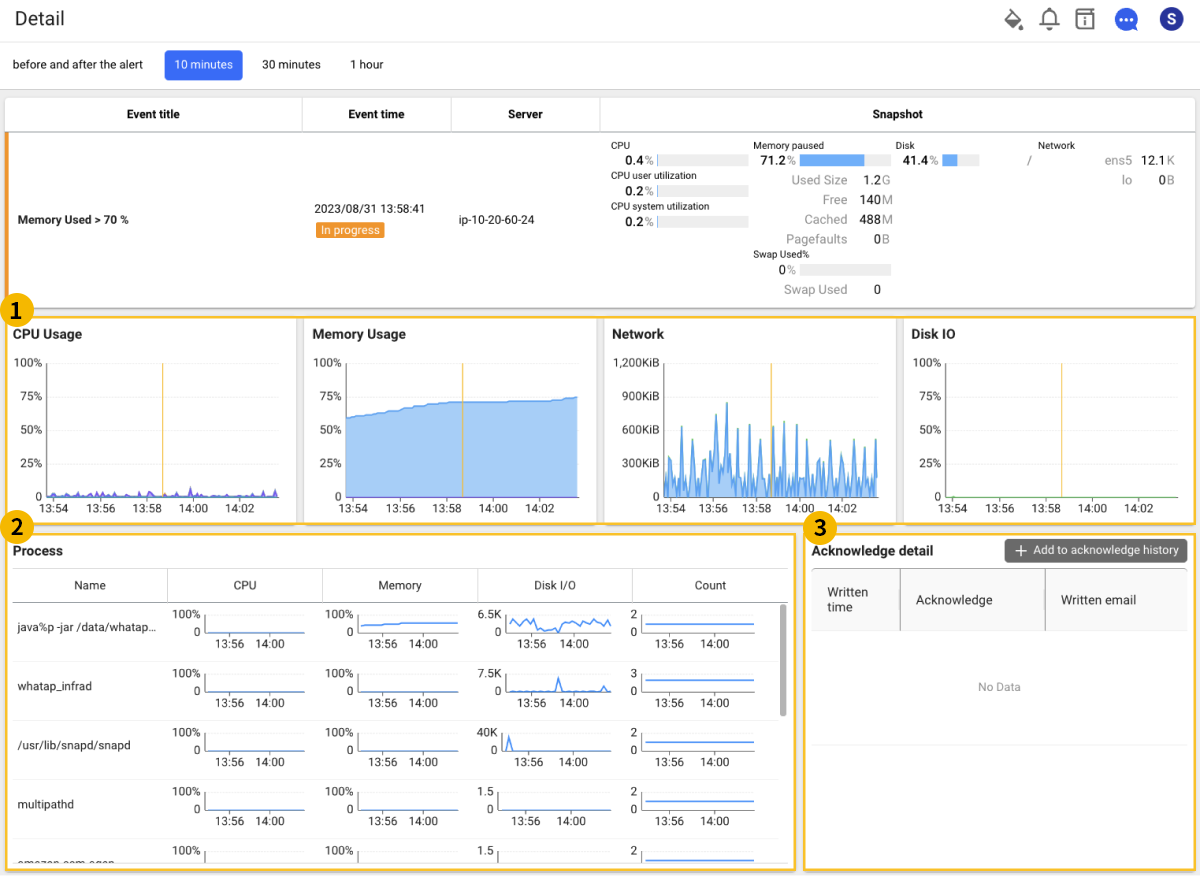 Detail
S
before and after the alert 10 minutes 30 minutes 1 hour
Event title Event time Server Snapshot
Memory Used > 70 %
2023/08/31 13:58:41
In progress
ip-10-20-60-24
CPU
0.4%
CPU user utilization
0.2%
CPU system utilization
0.2%
Memory paused
71.2%
Used Size 1.2G
Free 140M
Cached 488M
Pagefaults 0B
Swap Used%
0%
Swap Used 0
Disk
41.4% /
Network
ens5 12.1K
lo 0B
1
CPU Usage
100%
75%
50%
25%
0
13:54 13:56 13:58 14:00 14:02
Memory Usage
100%
75%
50%
25%
0
13:54 13:56 13:58 14:00 14:02
Network
1,200KiB
900KiB
600KiB
300KiB
0
13:54 13:56 13:58 14:00 14:02
Disk IO
100%
75%
50%
25%
0
13:54 13:56 13:58 14:00 14:02
2
Process
Name CPU Memory Disk I/O Count
java%p -jar /data/whatap...
100% 0 13:56 14:00
100% 0 13:56 14:00
6.5K 0 13:56 14:00
2 0 13:56 14:00
whatap_infrad
100% 0 13:56 14:00
100% 0 13:56 14:00
7.5K 0 13:56 14:00
3 0 13:56 14:00
/usr/lib/snapd/snapd
100% 0 13:56 14:00
100% 0 13:56 14:00
40K 0 13:56 14:00
2 0 13:56 14:00
multipathd
100% 0 13:56 14:00
100% 0 13:56 14:00
1.5 0 13:56 14:00
2 0 13:56 14:00
100% 100% 1.5 2
3
Acknowledge detail
+ Add to acknowledge history
Written time
Acknowledge
Written email
No Data